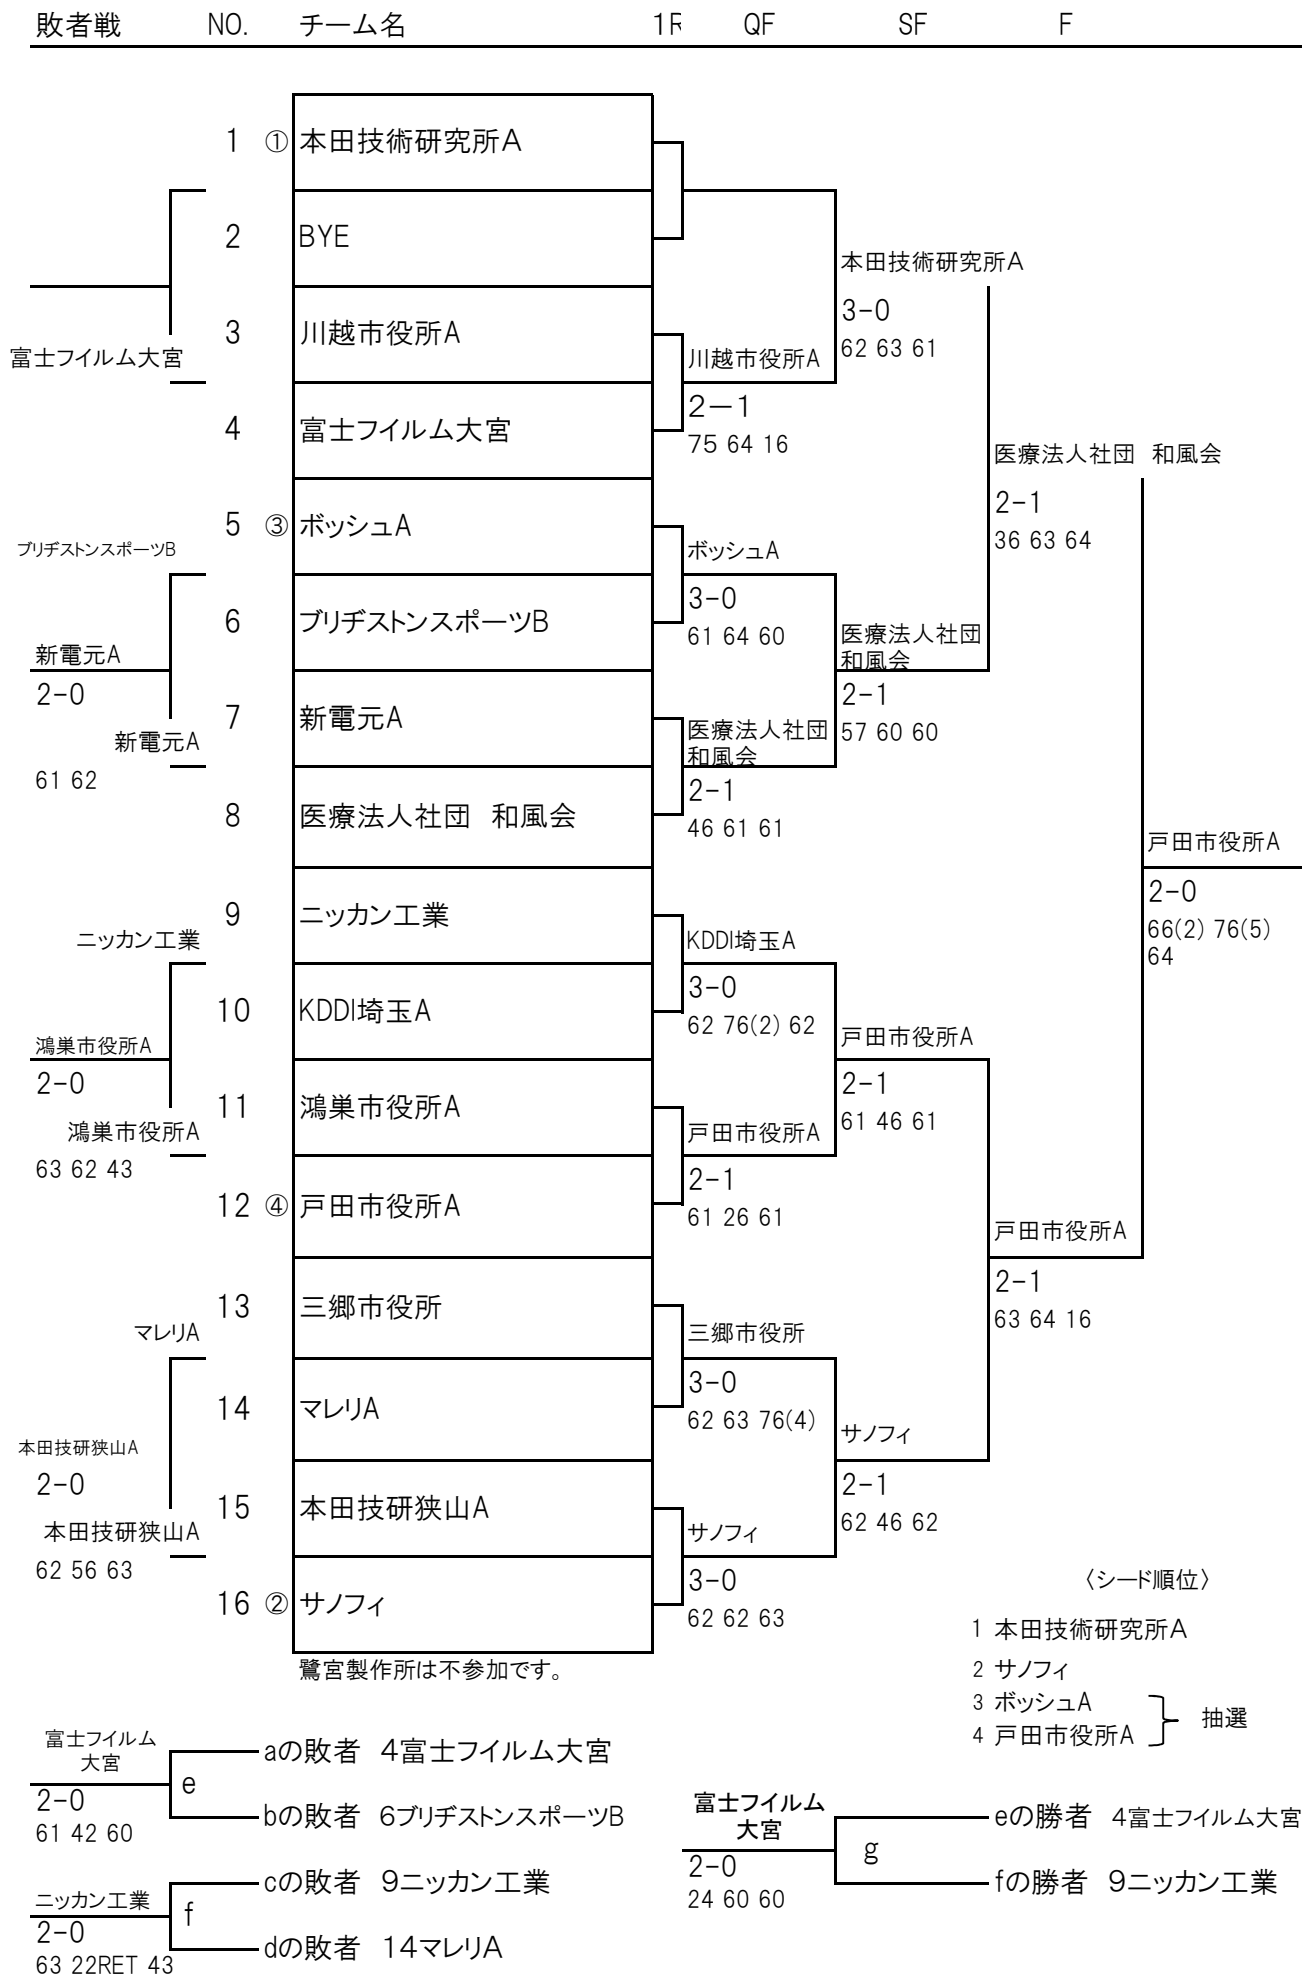 敗者戦 NO. チーム名 1R QF SF F
1 ① 本田技術研究所A
2 BYE
本田技術研究所A
3-0
62 63 61
3 川越市役所A
富士フイルム大宮
川越市役所A
2－1
75 64 16
4 富士フイルム大宮
医療法人社団　和風会
2-1
36 63 64
5 ③ ボッシュA
ブリヂストンスポーツB
ボッシュA
3-0
61 64 60
6 ブリヂストンスポーツB
新電元A
2-0
医療法人社団
和風会
2-1
57 60 60
7 新電元A
新電元A
61 62
医療法人社団
和風会
2-1
46 61 61
8 医療法人社団　和風会
戸田市役所A
2-0
66(2) 76(5)
64
9 ニッカン工業
ニッカン工業
KDDI埼玉A
3-0
62 76(2) 62
10 KDDI埼玉A
鴻巣市役所A
2-0
戸田市役所A
2-1
61 46 61
11 鴻巣市役所A
鴻巣市役所A
63 62 43
戸田市役所A
2-1
61 26 61
12 ④ 戸田市役所A
戸田市役所A
2-1
63 64 16
13 三郷市役所
マレリA
三郷市役所
3-0
62 63 76(4)
14 マレリA
本田技研狭山A
2-0
サノフィ
2-1
62 46 62
15 本田技研狭山A
本田技研狭山A
62 56 63
サノフィ
3-0
62 62 63
16 ② サノフィ
鷺宮製作所は不参加です。
〈シード順位〉
1 本田技術研究所A
2 サノフィ
3 ボッシュA
4 戸田市役所A
抽選
富士フイルム
大宮
2-0
61 42 60
e
aの敗者　4富士フイルム大宮
bの敗者　6ブリヂストンスポーツB
ニッカン工業
2-0
63 22RET 43
f
cの敗者　9ニッカン工業
dの敗者　14マレリA
富士フイルム
大宮
2-0
24 60 60
g
eの勝者　4富士フイルム大宮
fの勝者　9ニッカン工業